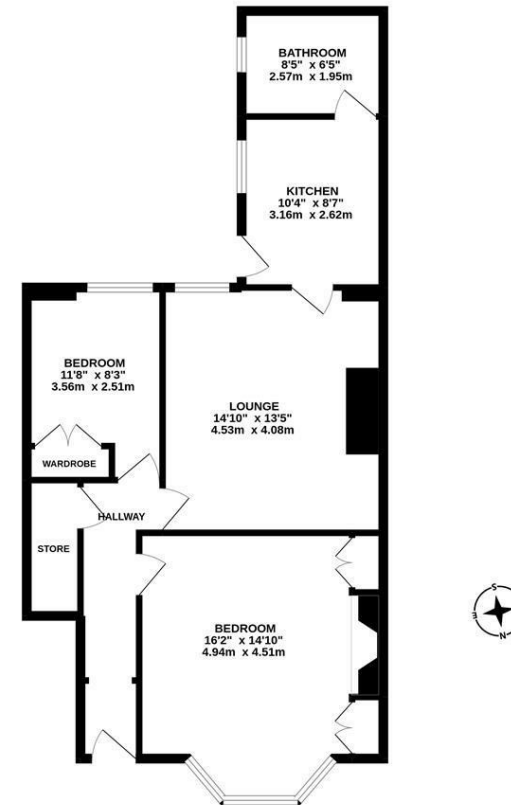 BATHROOM
8'5" x 6'5"
2.57m x 1.95m
KITCHEN
10'4" x 8'7"
3.16m x 2.62m
BEDROOM
11'8" x 8'3"
3.56m x 2.51m
LOUNGE
14'10" x 13'5"
4.53m x 4.08m
WARDROBE
HALLWAY
STORE
BEDROOM
16'2" x 14'10"
4.94m x 4.51m
S
E
N